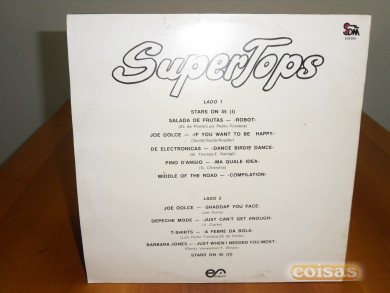 SuperTops
SDM
LADO 1
STARS ON 45 (I)
SALADA DE FRUTAS — «ROBOT»
JOE DOLCE — «IF YOU WANT TO BE HAPPY»
DE ELECTRONICAS — «DANCE BIRDIE DANCE»
PINO D'ANGIO — «MA QUALE IDEA»
MIDDLE OF THE ROAD — «COMPILATION»
LADO 2
JOE DOLCE — «SHADDAP YOU FACE»
(Joe Dolce)
DEPECHE MODE — «JUST CAN'T GET ENOUGH»
T-SHIRTS — «A FEBRE DA BOLA»
BARBARA JONES — «JUST WHEN I NEEDED YOU MOST»
STARS ON 45 (II)
coisas